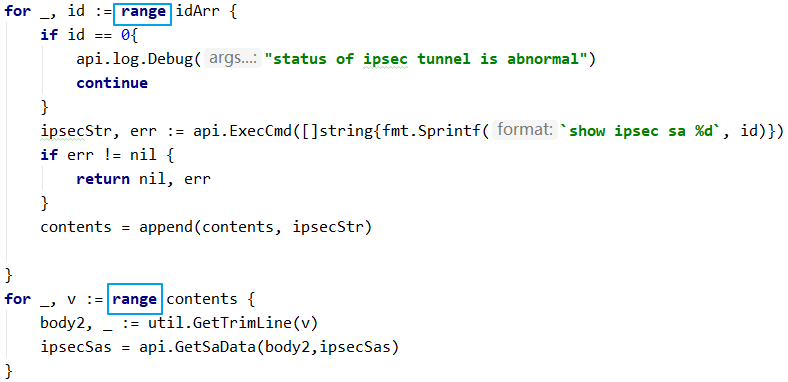 for _, id := range idArr {
if id == 0{
api.log.Debug( args...: "status of ipsec tunnel is abnormal")
continue
}
ipsecStr, err := api.ExecCmd([]string{fmt.Sprintf( format: `show ipsec sa %d`, id)})
if err != nil {
return nil, err
}
contents = append(contents, ipsecStr)
}
for _, v := range contents {
body2, _ := util.GetTrimLine(v)
ipsecSas = api.GetSaData(body2,ipsecSas)
}